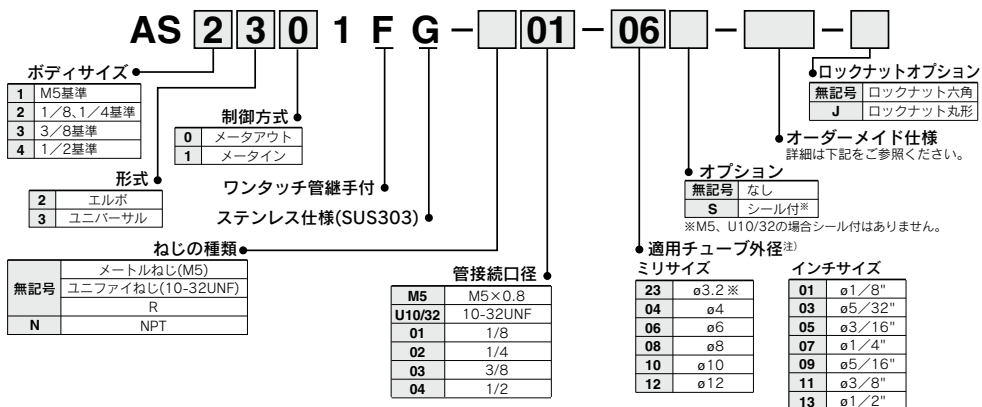 AS 2 3 0 1 F G － 01 － 06 － －
ボディサイズ
1 M5基準
2 1／8、1／4基準
3 3／8基準
4 1／2基準
形式
2 エルボ
3 ユニバーサル
制御方式
0 メータアウト
1 メータイン
ワンタッチ管継手付
ステンレス仕様(SUS303)
ねじの種類
無記号 メートルねじ(M5)
ユニファイねじ(10-32UNF)
R
N NPT
管接続口径
M5 M5×0.8
U10/32 10-32UNF
01 1/8
02 1/4
03 3/8
04 1/2
ロックナットオプション
無記号 ロックナット六角
J ロックナット丸形
オーダーメイド仕様
詳細は下記をご参照ください。
オプション
無記号 なし
S シール付※
※M5、U10/32の場合シール付はありません。
適用チューブ外径注)
ミリサイズ
23 ø3.2※
04 ø4
06 ø6
08 ø8
10 ø10
12 ø12
インチサイズ
01 ø1／8"
03 ø5／32"
05 ø3／16"
07 ø1／4"
09 ø5／16"
11 ø3／8"
13 ø1／2"